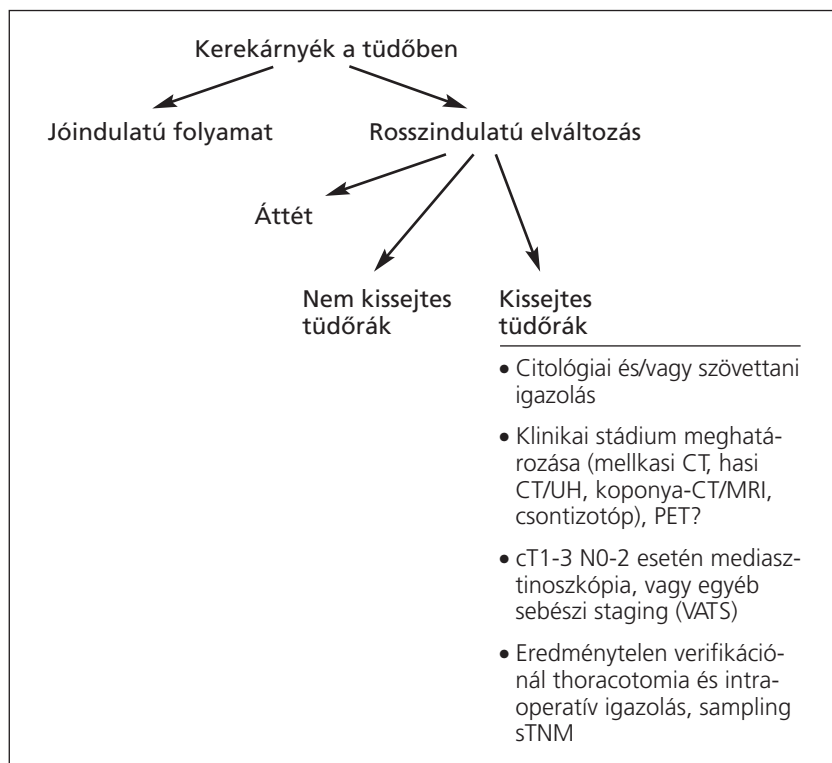 Kerekárnyék a tüdőben
Jóindulatú folyamat
Rosszindulatú elváltozás
Áttét
Nem kissejtes
tüdőrák
Kissejtes
tüdőrák
• Citológiai és/vagy szövettani
igazolás
• Klinikai stádium meghatá-
rozása (mellkasi CT, hasi
CT/UH, koponya-CT/MRI,
csontizotóp), PET?
• cT1-3 N0-2 esetén mediasz-
tinoszkópia, vagy egyéb
sebészi staging (VATS)
• Eredménytelen verifikáció-
nál thoracotomia és intra-
operatív igazolás, sampling
sTNM